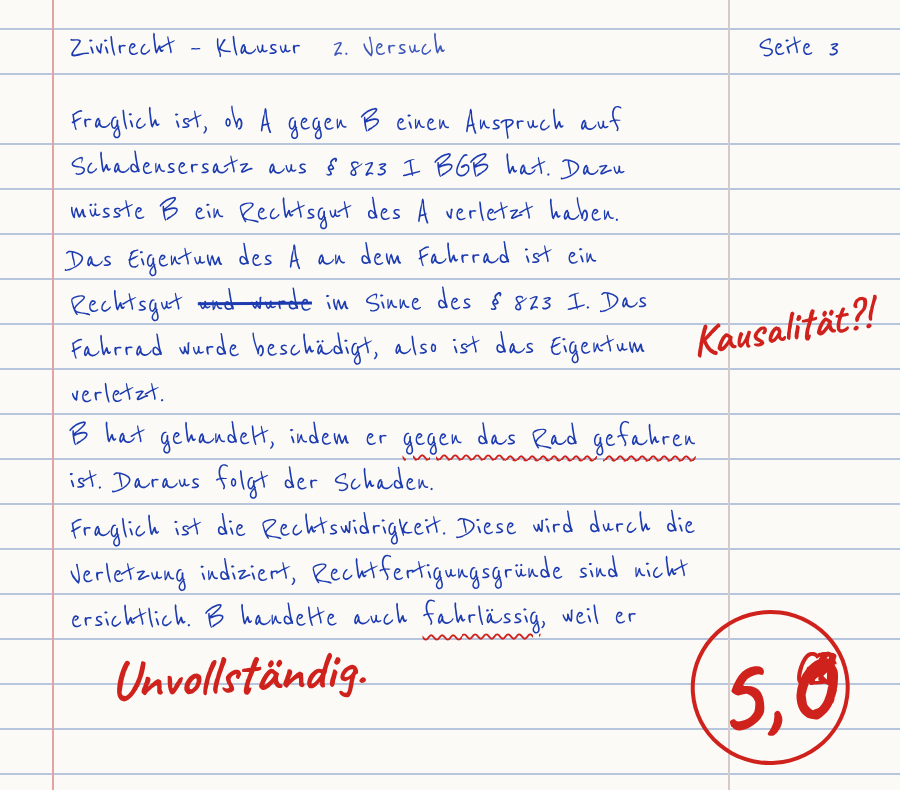 Zivilrecht – Klausur 2. Versuch Seite 3
Fraglich ist, ob A gegen B einen Anspruch auf
Schadensersatz aus § 823 I BGB hat. Dazu
müsste B ein Rechtsgut des A verletzt haben.
Das Eigentum des A an dem Fahrrad ist ein
Rechtsgut und wurde im Sinne des § 823 I. Das
Kausalität?!
Fahrrad wurde beschädigt, also ist das Eigentum
verletzt.
B hat gehandelt, indem er gegen das Rad gefahren
ist. Daraus folgt der Schaden.
Fraglich ist die Rechtswidrigkeit. Diese wird durch die
Verletzung indiziert, Rechtfertigungsgründe sind nicht
ersichtlich. B handelte auch fahrlässig, weil er
Unvollständig.
5,0